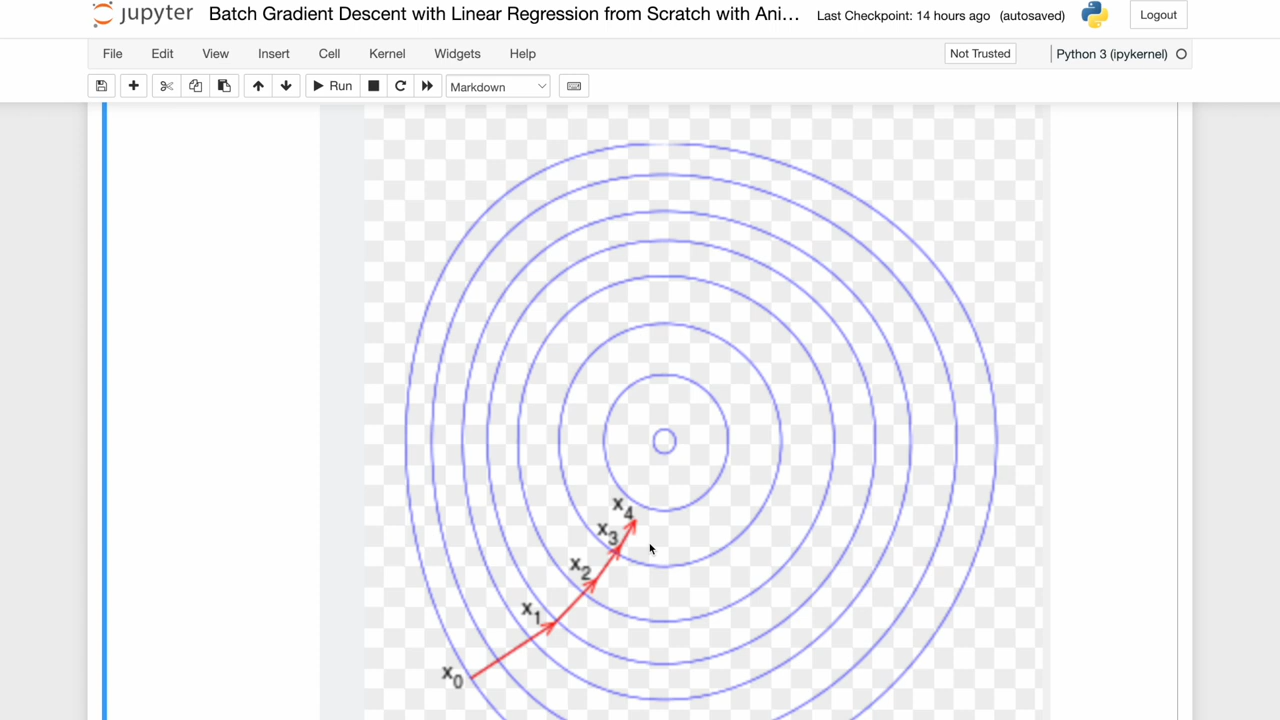 jupyter Batch Gradient Descent with Linear Regression from Scratch with Ani... Last Checkpoint: 14 hours ago (autosaved) Logout
File Edit View Insert Cell Kernel Widgets Help Not Trusted Python 3 (ipykernel)
Run Markdown
x4
x3
x2
x1
x0